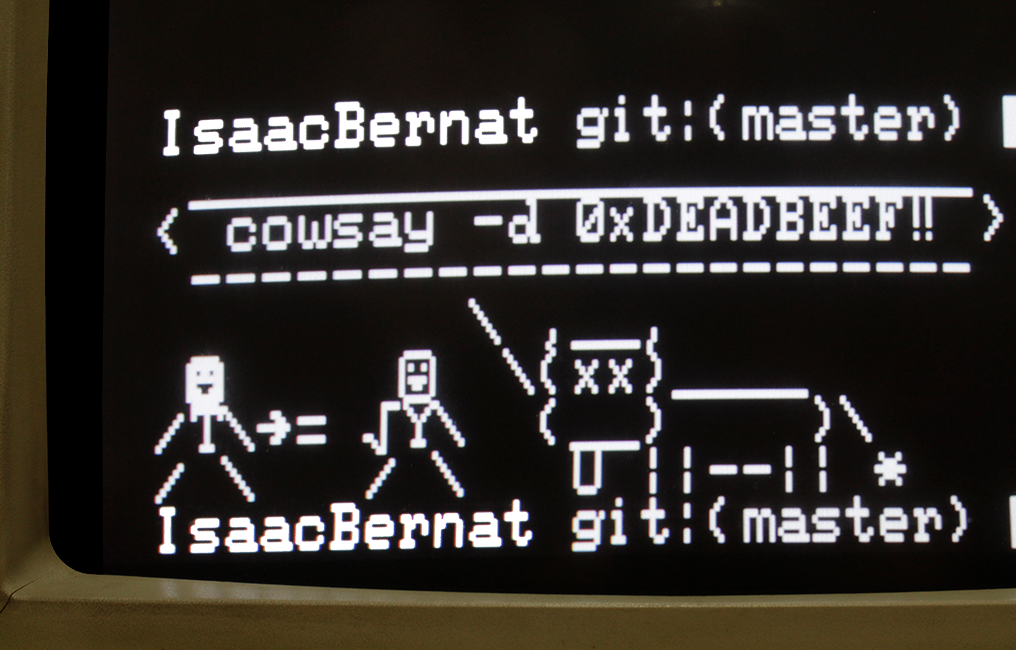 IsaacBernat git:(master)
< cowsay -d 0xDEADBEEF!! >
→=
xx
U ||--|| *
IsaacBernat git:(master)